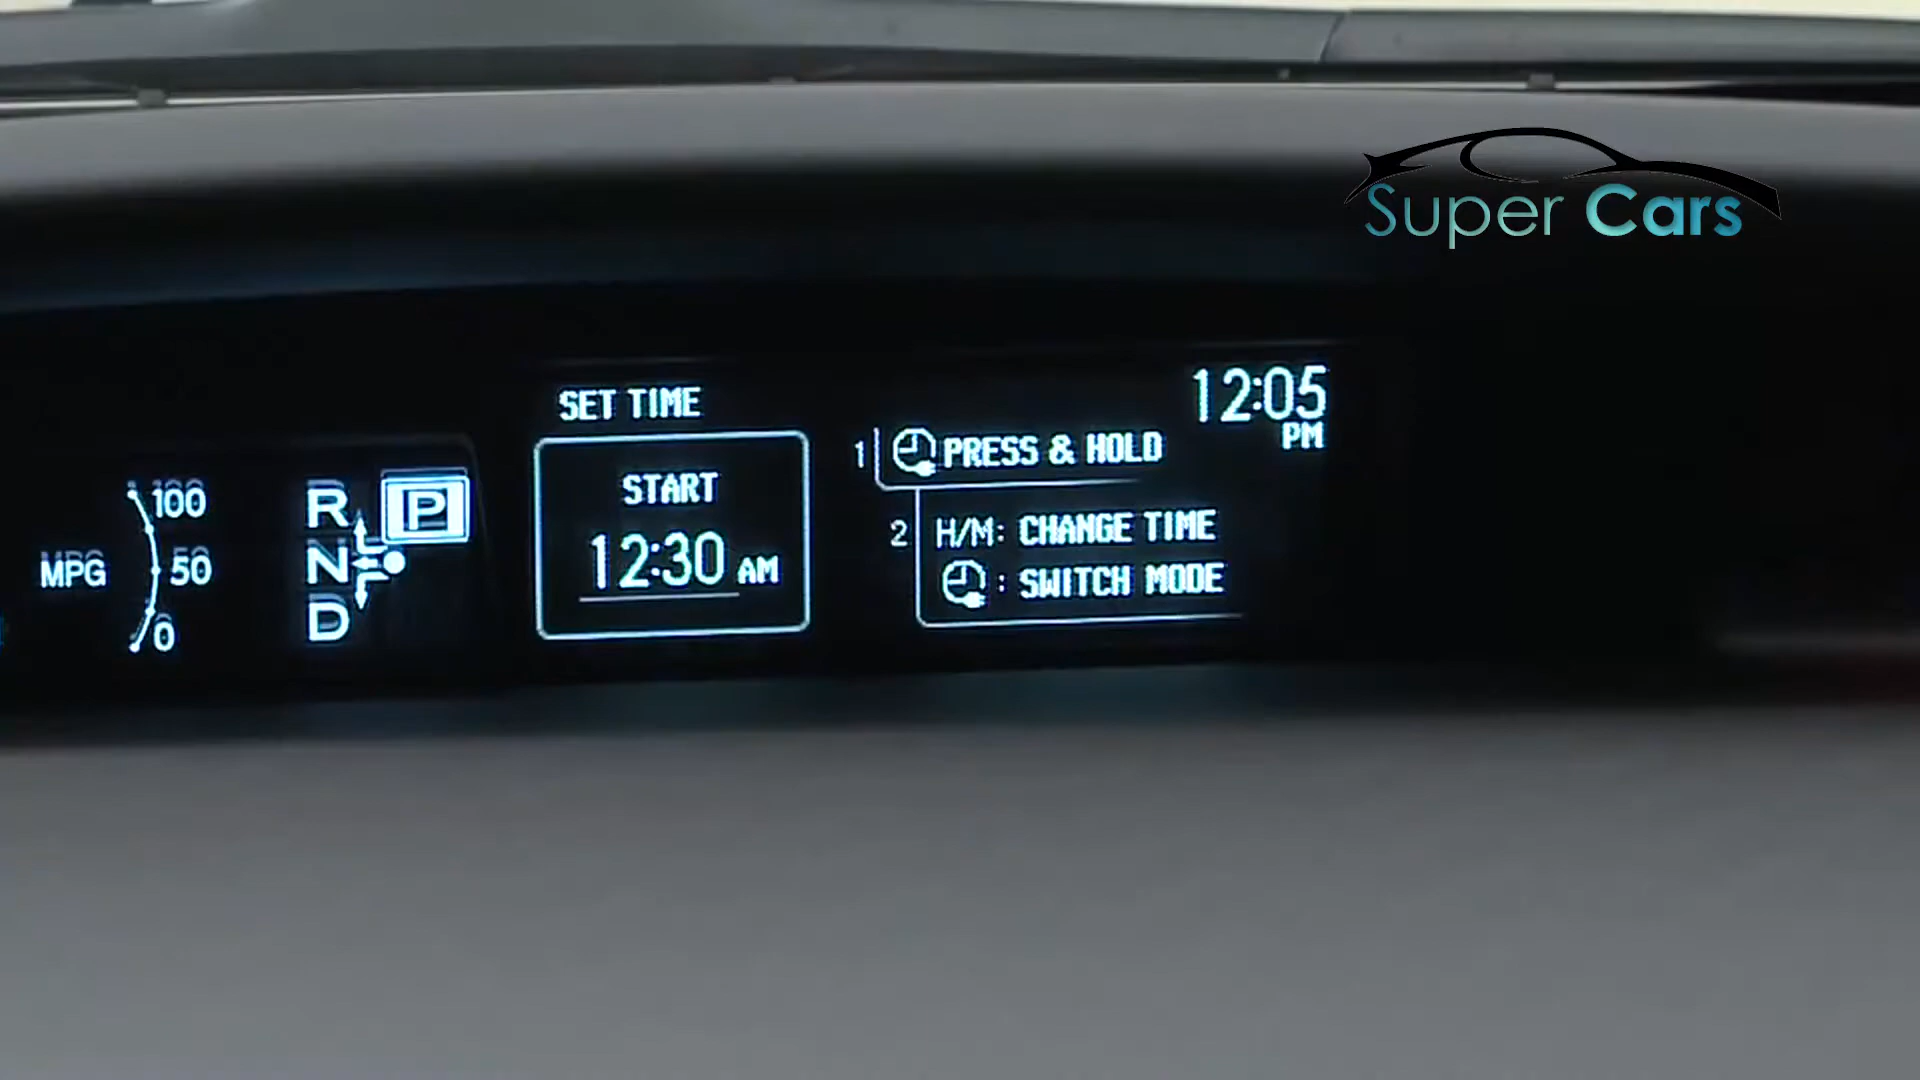 Super Cars
12:05
PM
SET TIME
START
12:30 AM
1 PRESS & HOLD
2 H/M: CHANGE TIME
: SWITCH MODE
MPG
100
50
0
R
P
N
D